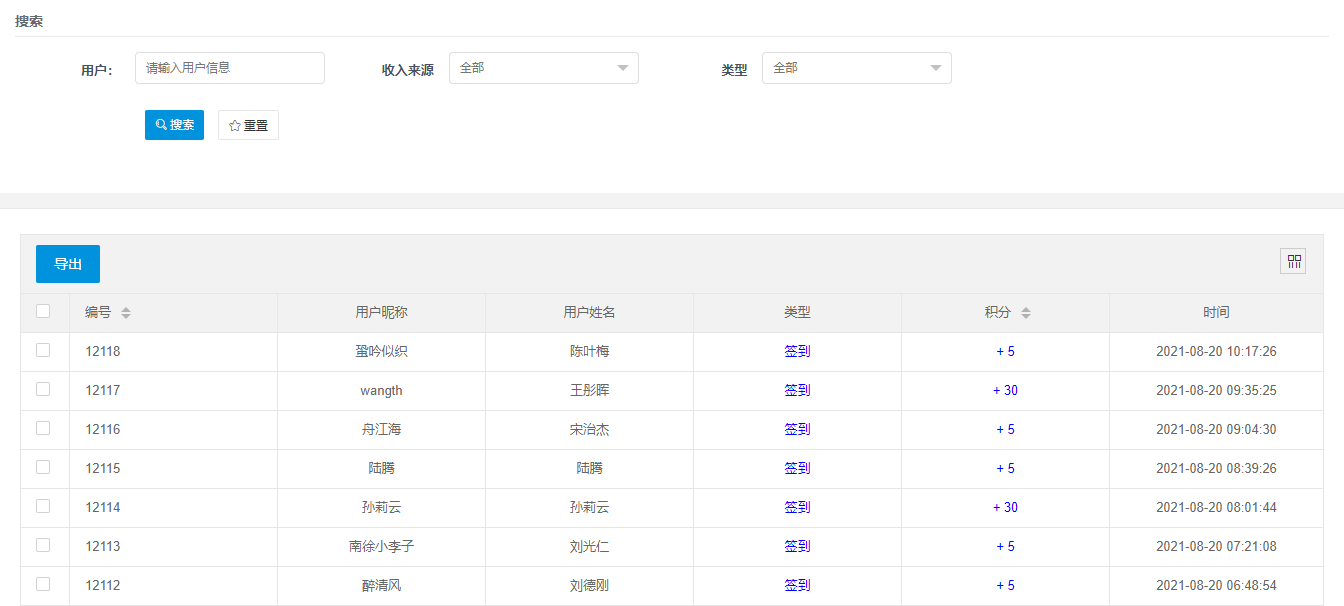 搜索
用户： 请输入用户信息 收入来源 全部 类型 全部
搜索 重置
导出
编号 用户昵称 用户姓名 类型 积分 时间
12118 蛩吟似织 陈叶梅 签到 + 5 2021-08-20 10:17:26
12117 wangth 王彤晖 签到 + 30 2021-08-20 09:35:25
12116 舟江海 宋治杰 签到 + 5 2021-08-20 09:04:30
12115 陆腾 陆腾 签到 + 5 2021-08-20 08:39:26
12114 孙莉云 孙莉云 签到 + 30 2021-08-20 08:01:44
12113 南徐小李子 刘光仁 签到 + 5 2021-08-20 07:21:08
12112 醉清风 刘德刚 签到 + 5 2021-08-20 06:48:54